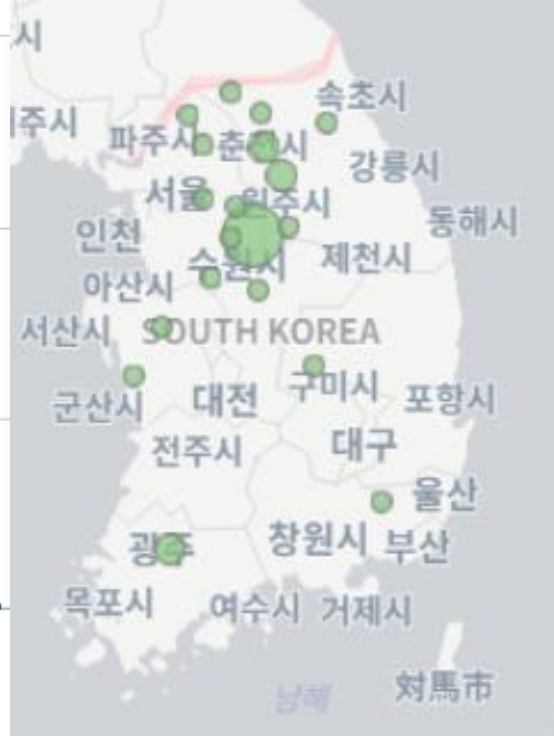 시
속초시
주시
파주시
춘천시
강릉시
서울
원주시
동해시
인천
수원시
제천시
아산시
서산시
SOUTH KOREA
군산시
대전
구미시
포항시
전주시
대구
울산
광주
창원시
부산
목포시
여수시
거제시
남해
対馬市